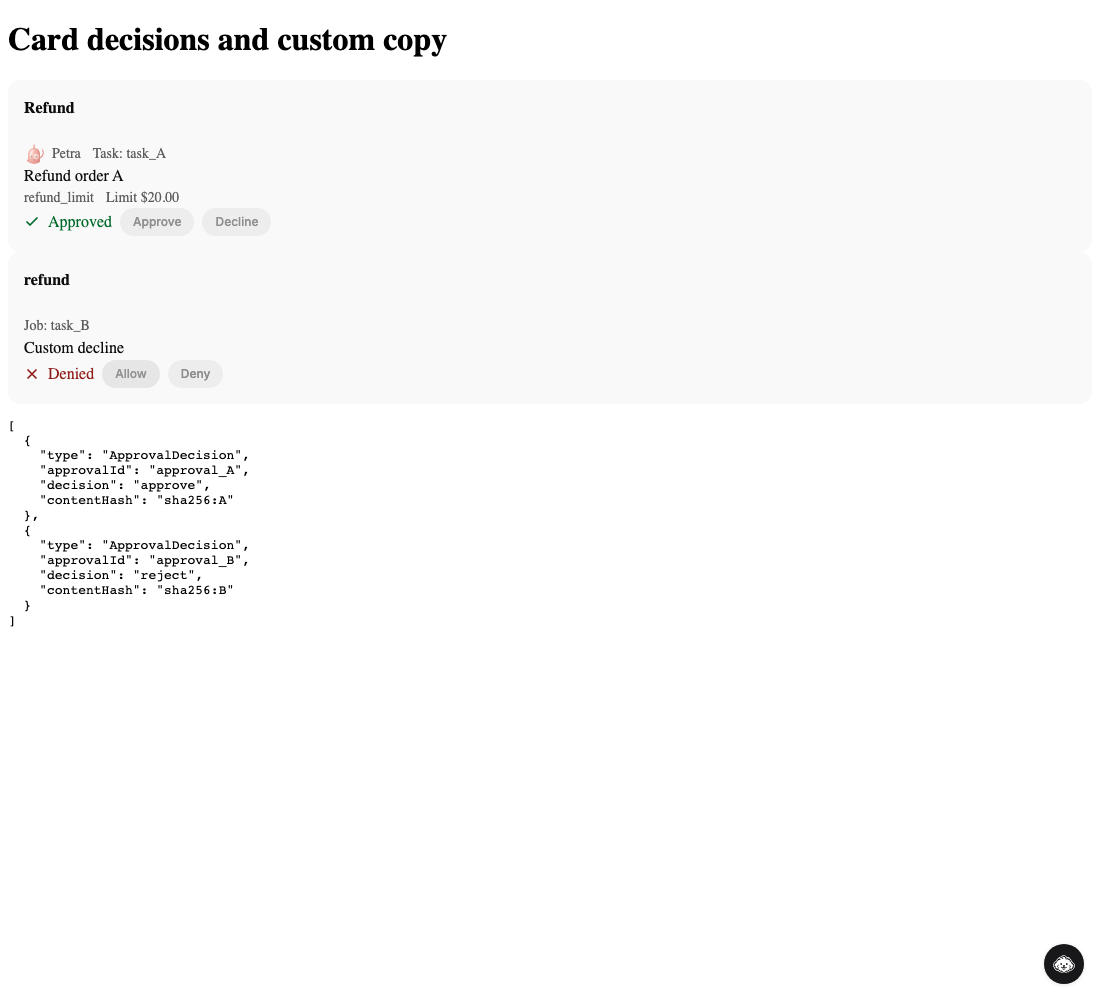 Card decisions and custom copy
Refund
Petra Task: task_A
Refund order A
refund_limit Limit $20.00
Approved Approve Decline
refund
Job: task_B
Custom decline
Denied Allow Deny
[
  {
    "type": "ApprovalDecision",
    "approvalId": "approval_A",
    "decision": "approve",
    "contentHash": "sha256:A"
  },
  {
    "type": "ApprovalDecision",
    "approvalId": "approval_B",
    "decision": "reject",
    "contentHash": "sha256:B"
  }
]